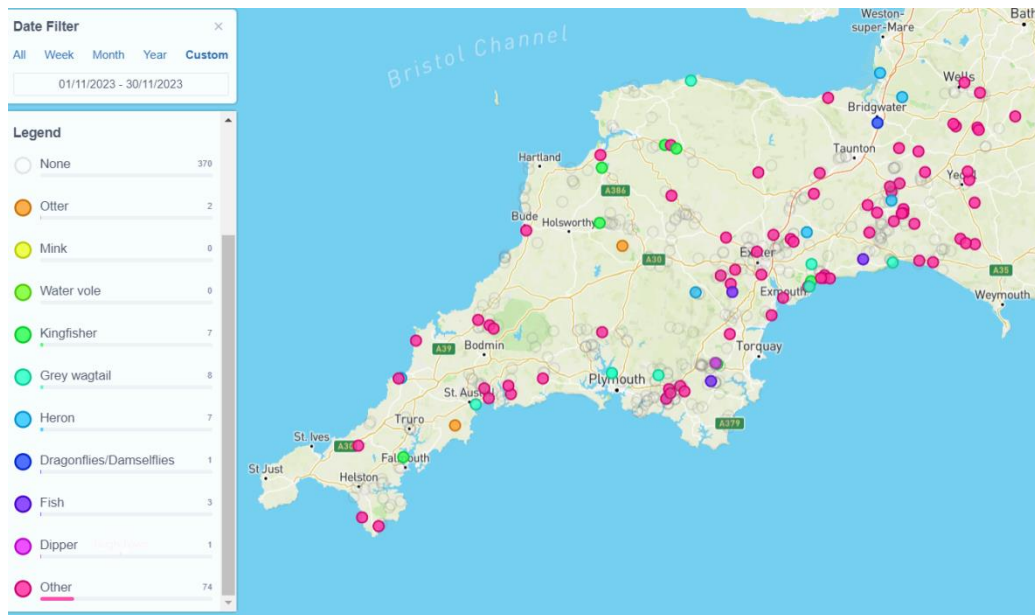 Date Filter ×
All Week Month Year Custom
01/11/2023 - 30/11/2023
Legend
None 370
Otter 2
Mink 0
Water vole 0
Kingfisher 7
Grey wagtail 8
Heron 7
Dragonflies/Damselflies 1
Fish 3
Dipper 1
Other 74
Bristol Channel
Weston-
super-Mare
Bath
Wells
Bridgwater
Taunton
Hartland
A386
Bude
Holsworthy
A30
Exeter
Exmouth
A35
Weymouth
Torquay
A39
Bodmin
Plymouth
St. Austell
A379
Truro
St. Ives
A30
Falmouth
St Just
Helston